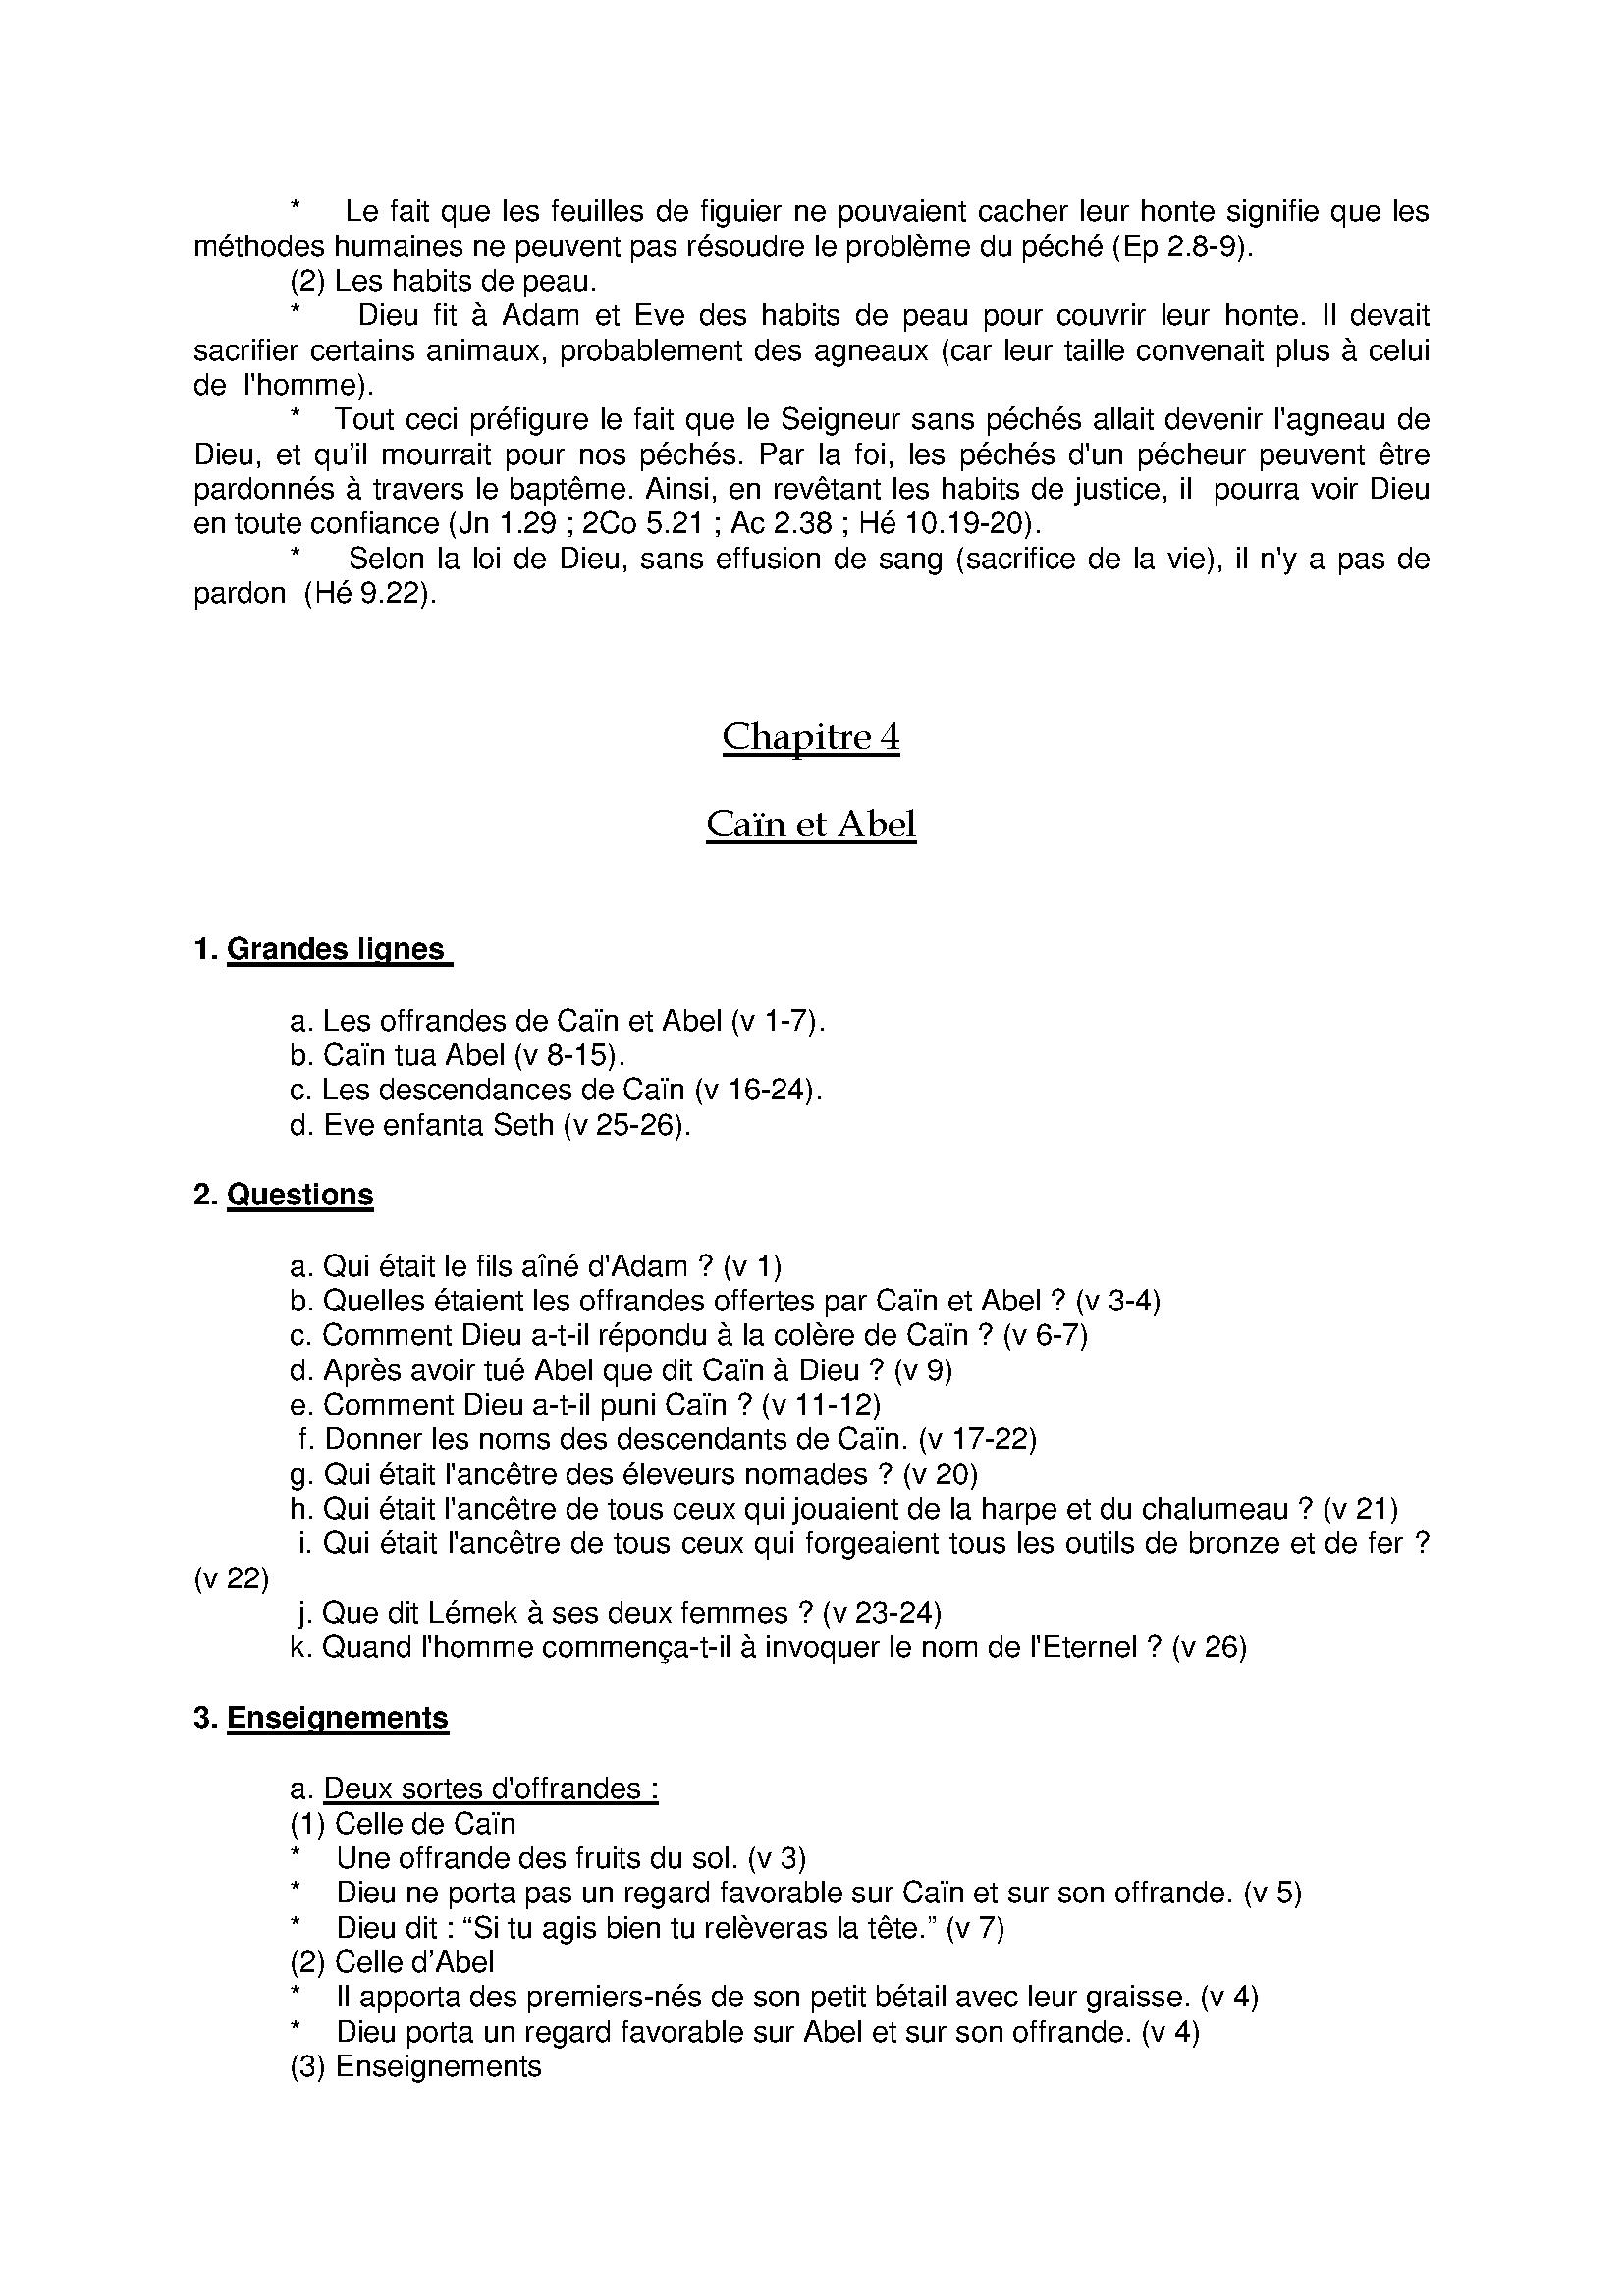 * Le fait que les feuilles de figuier ne pouvaient cacher leur honte signifie que les
méthodes humaines ne peuvent pas résoudre le problème du péché (Ep 2.8-9).
(2) Les habits de peau.
* Dieu fit à Adam et Eve des habits de peau pour couvrir leur honte. Il devait
sacrifier certains animaux, probablement des agneaux (car leur taille convenait plus à celui
de l'homme).
* Tout ceci préfigure le fait que le Seigneur sans péchés allait devenir l'agneau de
Dieu, et qu’il mourrait pour nos péchés. Par la foi, les péchés d'un pécheur peuvent être
pardonnés à travers le baptême. Ainsi, en revêtant les habits de justice, il pourra voir Dieu
en toute confiance (Jn 1.29 ; 2Co 5.21 ; Ac 2.38 ; Hé 10.19-20).
* Selon la loi de Dieu, sans effusion de sang (sacrifice de la vie), il n'y a pas de
pardon (Hé 9.22).
Chapitre 4
Caïn et Abel
1. Grandes lignes
a. Les offrandes de Caïn et Abel (v 1-7).
b. Caïn tua Abel (v 8-15).
c. Les descendances de Caïn (v 16-24).
d. Eve enfanta Seth (v 25-26).
2. Questions
a. Qui était le fils aîné d'Adam ? (v 1)
b. Quelles étaient les offrandes offertes par Caïn et Abel ? (v 3-4)
c. Comment Dieu a-t-il répondu à la colère de Caïn ? (v 6-7)
d. Après avoir tué Abel que dit Caïn à Dieu ? (v 9)
e. Comment Dieu a-t-il puni Caïn ? (v 11-12)
f. Donner les noms des descendants de Caïn. (v 17-22)
g. Qui était l'ancêtre des éleveurs nomades ? (v 20)
h. Qui était l'ancêtre de tous ceux qui jouaient de la harpe et du chalumeau ? (v 21)
i. Qui était l'ancêtre de tous ceux qui forgeaient tous les outils de bronze et de fer ?
(v 22)
j. Que dit Lémek à ses deux femmes ? (v 23-24)
k. Quand l'homme commença-t-il à invoquer le nom de l'Eternel ? (v 26)
3. Enseignements
a. Deux sortes d'offrandes :
(1) Celle de Caïn
* Une offrande des fruits du sol. (v 3)
* Dieu ne porta pas un regard favorable sur Caïn et sur son offrande. (v 5)
* Dieu dit : “Si tu agis bien tu relèveras la tête.” (v 7)
(2) Celle d’Abel
* Il apporta des premiers-nés de son petit bétail avec leur graisse. (v 4)
* Dieu porta un regard favorable sur Abel et sur son offrande. (v 4)
(3) Enseignements